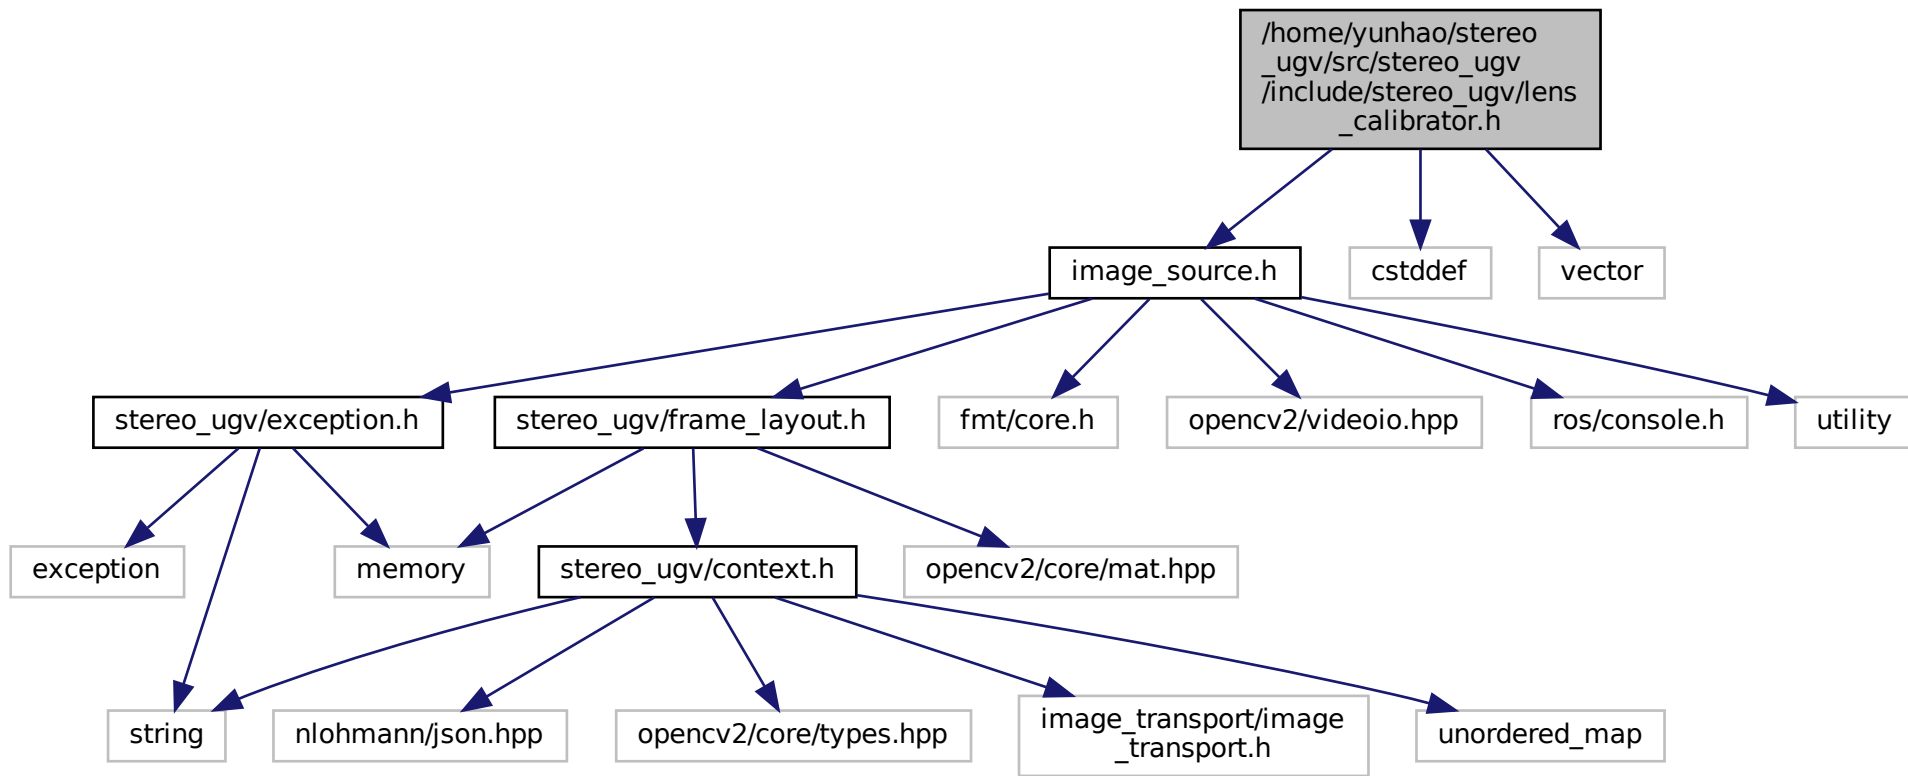 /home/yunhao/stereo
_ugv/src/stereo_ugv
/include/stereo_ugv/lens
_calibrator.h
image_source.h
cstddef
vector
stereo_ugv/exception.h
stereo_ugv/frame_layout.h
fmt/core.h
opencv2/videoio.hpp
ros/console.h
utility
exception
memory
stereo_ugv/context.h
opencv2/core/mat.hpp
string
nlohmann/json.hpp
opencv2/core/types.hpp
image_transport/image
_transport.h
unordered_map